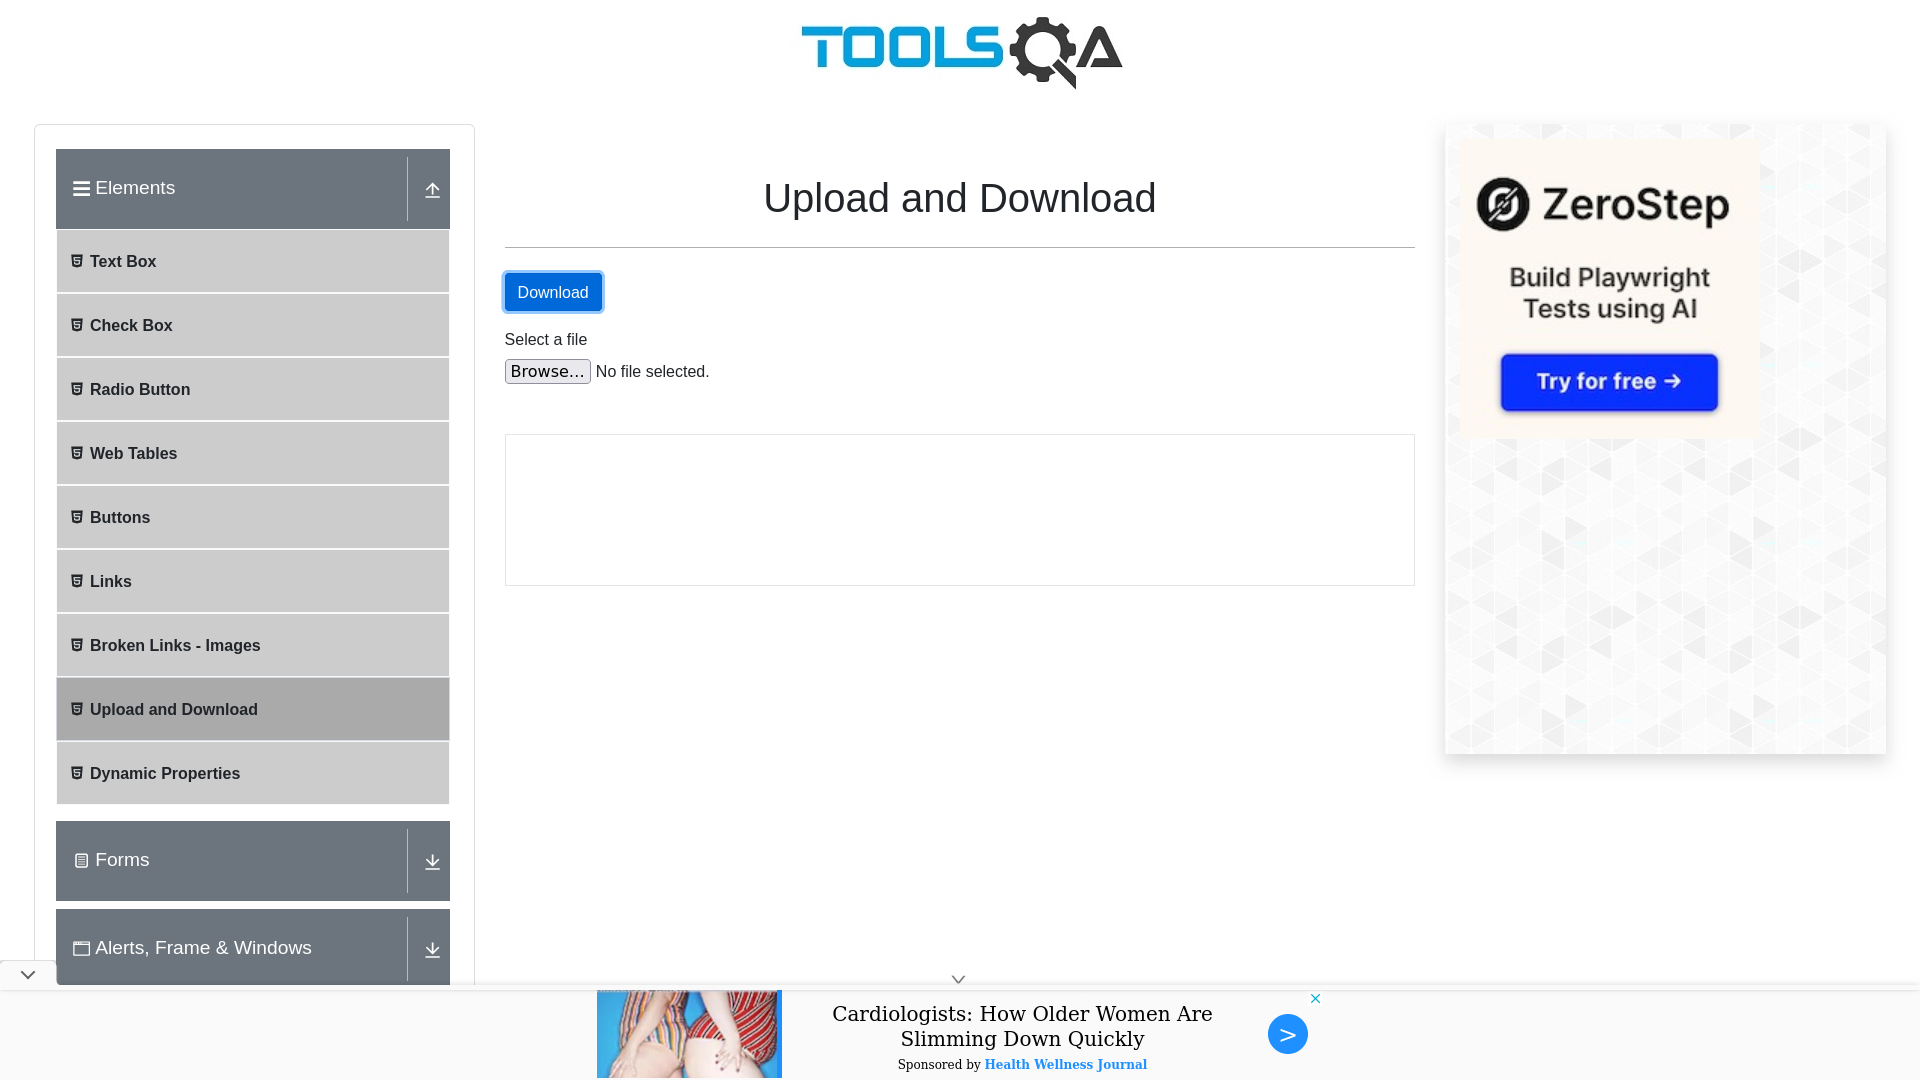 TOOLSQA
Elements
Text Box
Check Box
Radio Button
Web Tables
Buttons
Links
Broken Links - Images
Upload and Download
Dynamic Properties
Forms
Alerts, Frame & Windows
Upload and Download
Download
Select a file
Browse...
No file selected.
ZeroStep
Build Playwright
Tests using AI
Try for free →
Cardiologists: How Older Women Are
Slimming Down Quickly
Sponsored by Health Wellness Journal